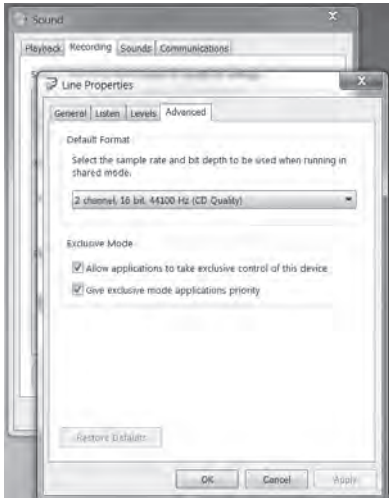 Sound
Playback Recording Sounds Communications
Line Properties
General Listen Levels Advanced
Default Format
Select the sample rate and bit depth to be used when running in
shared mode.
2 channel, 16 bit, 44100 Hz (CD Quality)
Exclusive Mode
Allow applications to take exclusive control of this device
Give exclusive mode applications priority
Restore Defaults
OK Cancel Apply